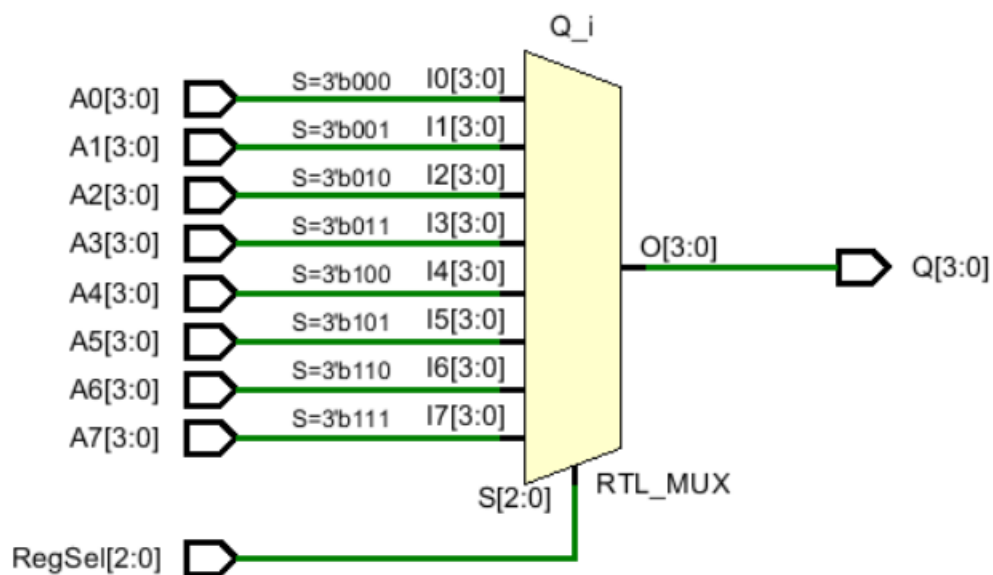 Q_i
A0[3:0] S=3'b000 I0[3:0]
A1[3:0] S=3'b001 I1[3:0]
A2[3:0] S=3'b010 I2[3:0]
A3[3:0] S=3'b011 I3[3:0]
O[3:0] Q[3:0]
A4[3:0] S=3'b100 I4[3:0]
A5[3:0] S=3'b101 I5[3:0]
A6[3:0] S=3'b110 I6[3:0]
A7[3:0] S=3'b111 I7[3:0]
S[2:0] RTL_MUX
RegSel[2:0]